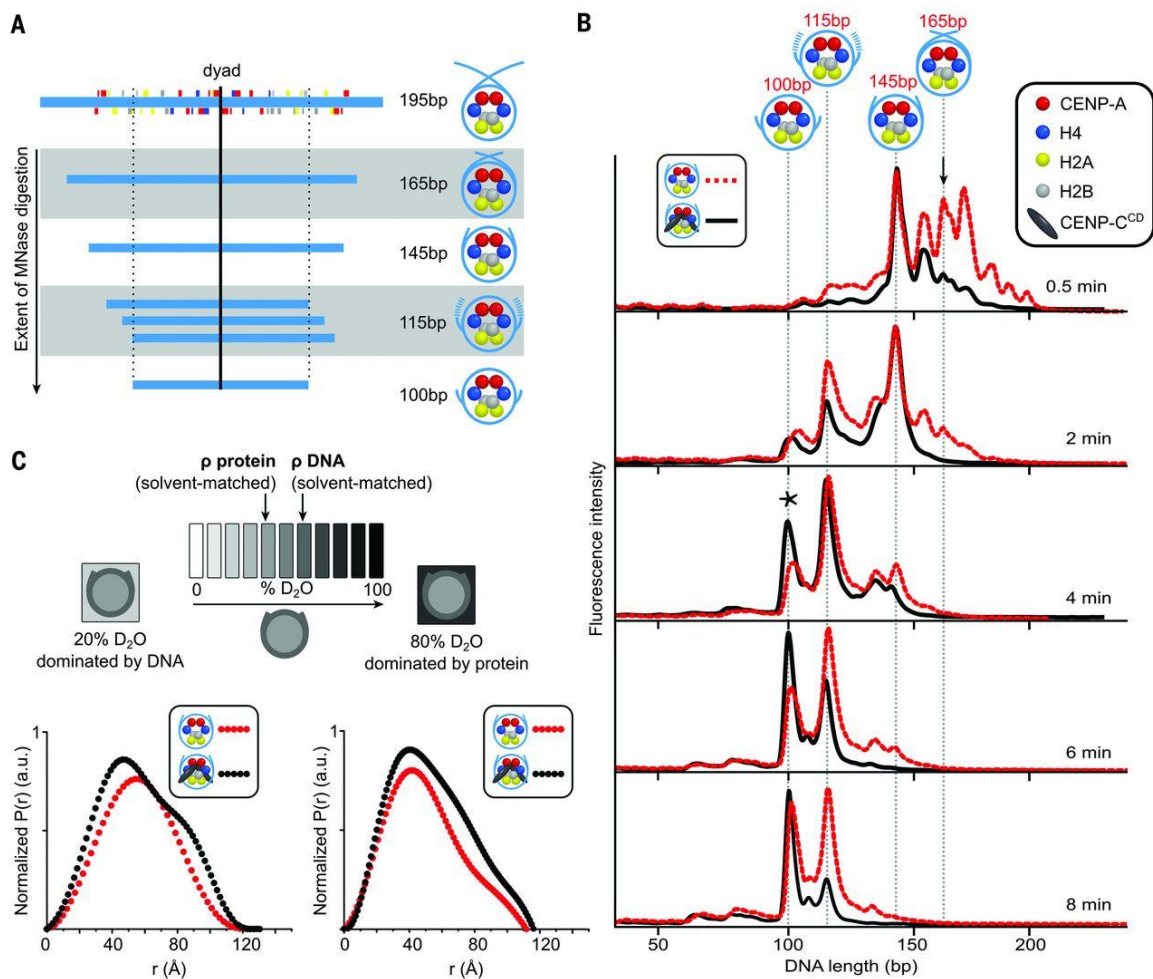 A
dyad
195bp
165bp
145bp
115bp
100bp
Extent of MNase digestion
B
115bp
165bp
100bp
145bp
CENP-A
H4
H2A
H2B
CENP-C^CD
0.5 min
2 min
4 min
6 min
8 min
Fluorescence intensity
50
100
150
200
DNA length (bp)
C
ρ protein
(solvent-matched)
ρ DNA
(solvent-matched)
0
% D₂O
100
20% D₂O
dominated by DNA
80% D₂O
dominated by protein
1
Normalized P(r) (a.u.)
0
40
80
120
r (Å)
1
Normalized P(r) (a.u.)
0
40
80
120
r (Å)